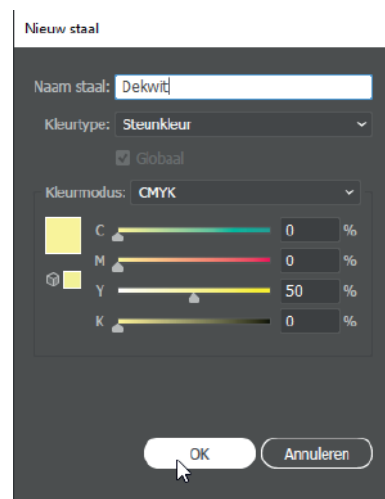 Nieuw staal
Naam staal: Dekwit
Kleurtype: Steunkleur
Globaal
Kleurmodus: CMYK
C 0 %
M 0 %
Y 50 %
K 0 %
OK Annuleren